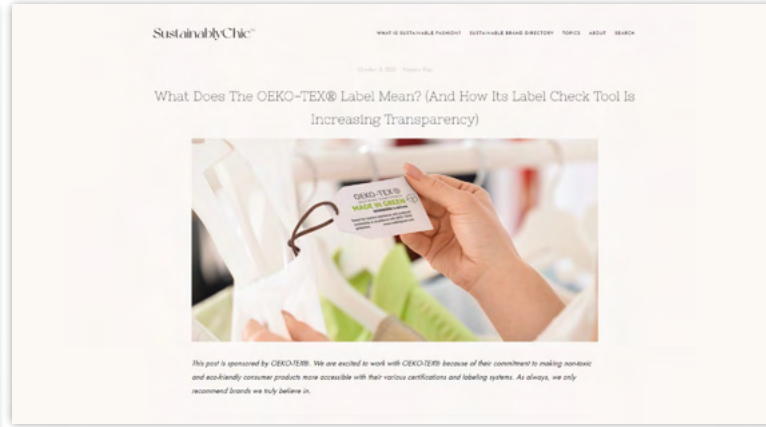 SustainablyChic™
WHAT IS SUSTAINABLE FASHION? SUSTAINABLE BRAND DIRECTORY TOPICS ABOUT SEARCH
What Does The OEKO-TEX® Label Mean? (And How Its Label Check Tool Is
Increasing Transparency)
OEKO-TEX®
MADE IN GREEN
This post is sponsored by OEKO-TEX®. We are excited to work with OEKO-TEX® because of their commitment to making non-toxic
and eco-friendly consumer products more accessible with their various certifications and labeling systems. As always, we only
recommend brands we truly believe in.